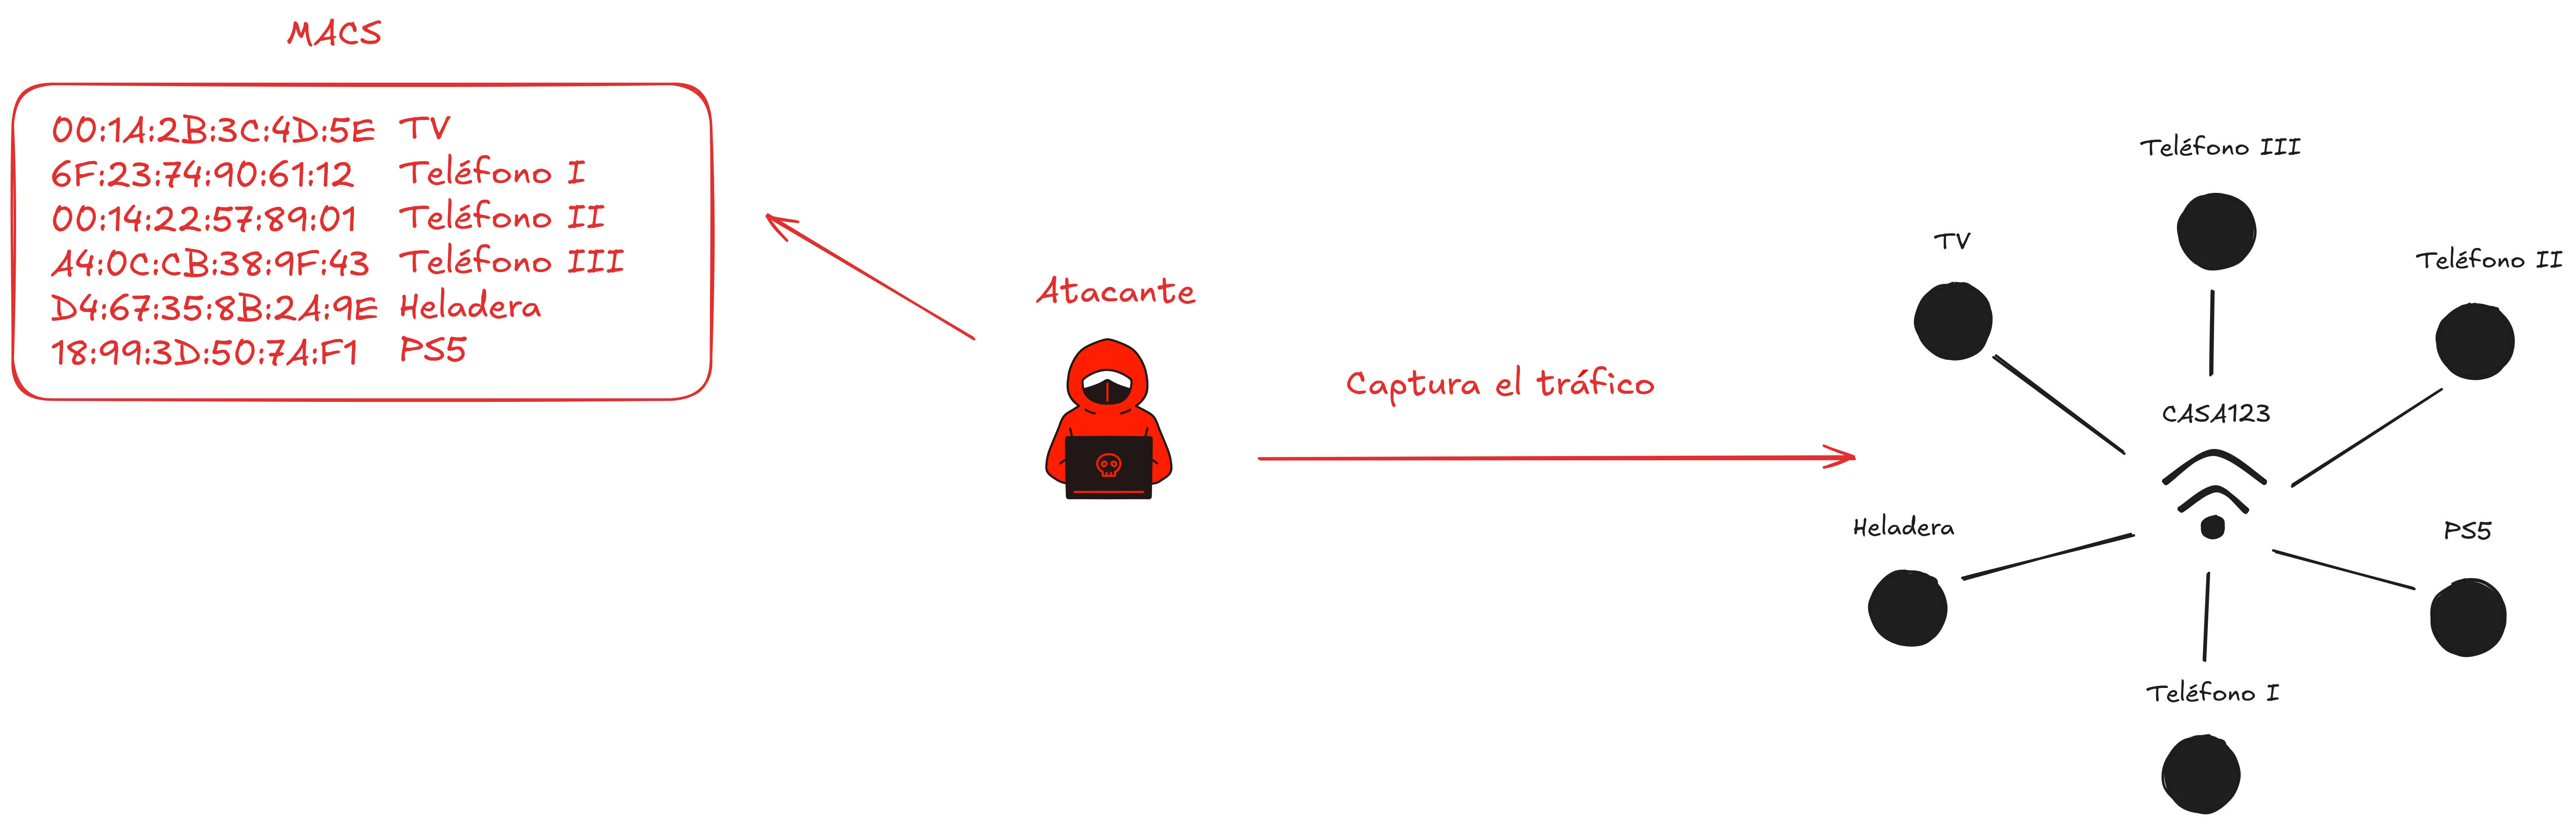 MACS
00:1A:2B:3C:4D:5E TV
6F:23:74:90:61:12 Teléfono I
00:14:22:57:89:01 Teléfono II
A4:0C:CB:38:9F:43 Teléfono III
D4:67:35:8B:2A:9E Heladera
18:99:3D:50:7A:F1 PS5
Atacante
Captura el tráfico
Teléfono III
TV
Teléfono II
CASA123
Heladera
PS5
Teléfono I